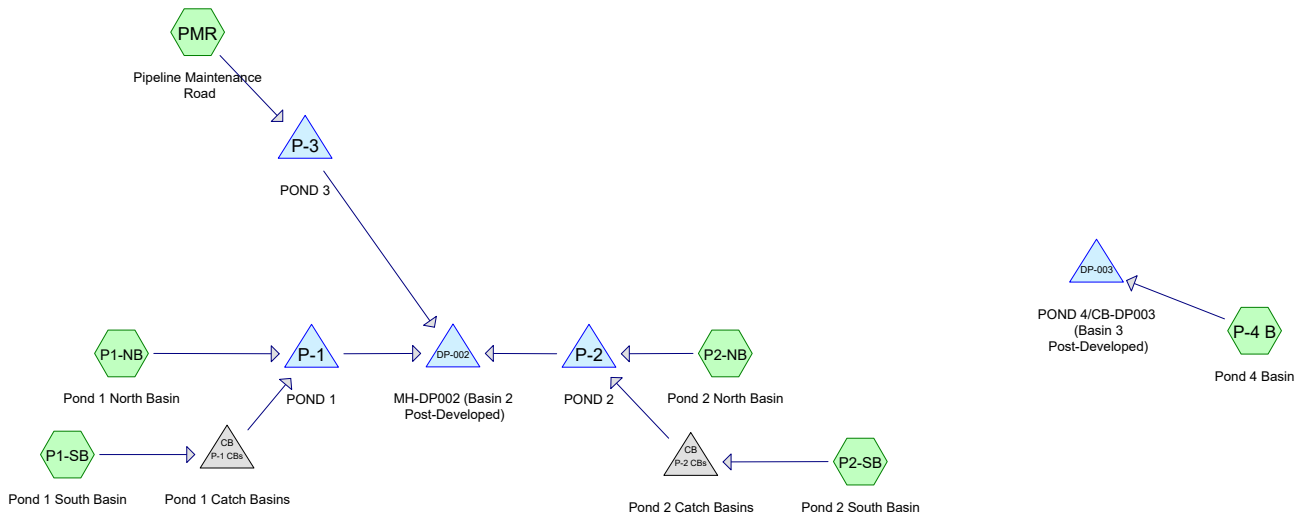 PMR
Pipeline Maintenance
Road
P-3
POND 3
DP-003
POND 4/CB-DP003
(Basin 3
Post-Developed)
P-4 B
Pond 4 Basin
P1-NB
Pond 1 North Basin
P-1
POND 1
DP-002
MH-DP002 (Basin 2
Post-Developed)
P-2
POND 2
P2-NB
Pond 2 North Basin
P1-SB
Pond 1 South Basin
CB
P-1 CBs
Pond 1 Catch Basins
CB
P-2 CBs
Pond 2 Catch Basins
P2-SB
Pond 2 South Basin